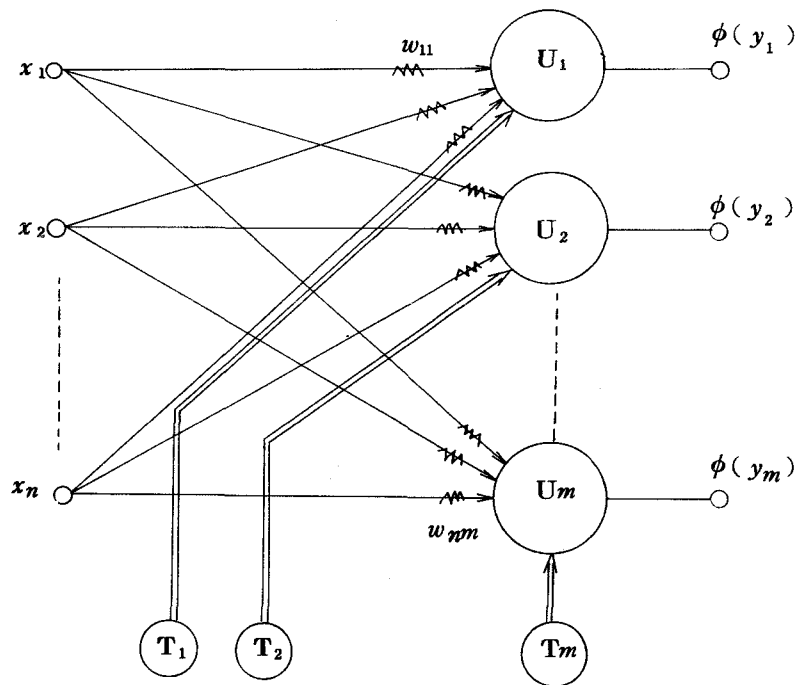 w₁₁
x₁
U₁
ϕ(y₁)
x₂
U₂
ϕ(y₂)
xₙ
Um
ϕ(yₘ)
wₙm
T₁
T₂
Tm